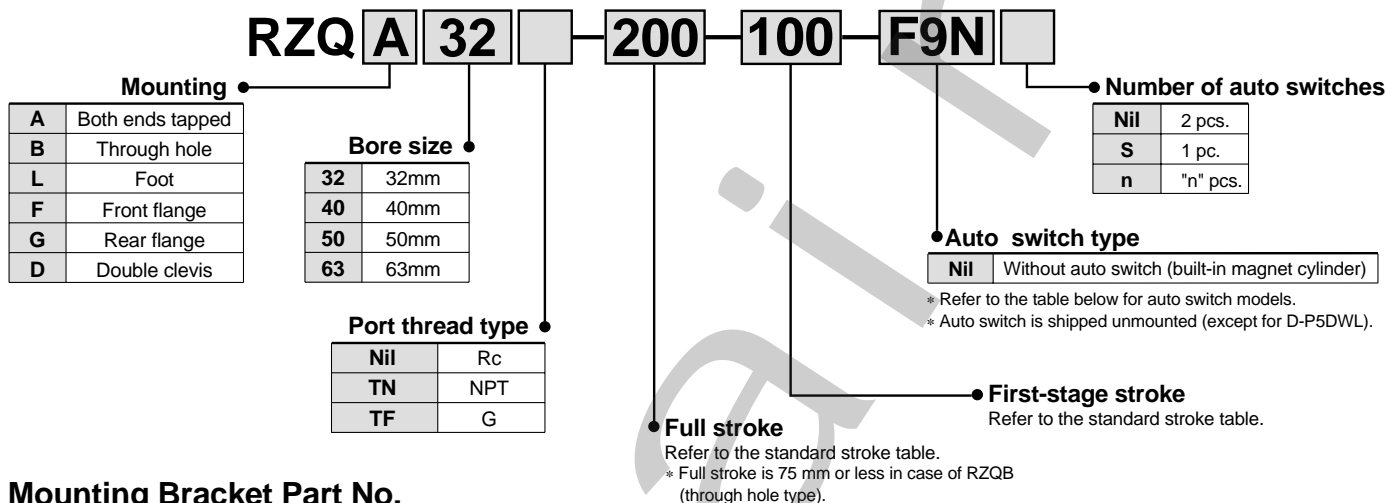 RZQ A 32 – 200 – 100 – F9N
Mounting
A Both ends tapped
B Through hole
L Foot
F Front flange
G Rear flange
D Double clevis
Bore size
32 32mm
40 40mm
50 50mm
63 63mm
Port thread type
Nil Rc
TN NPT
TF G
Full stroke
Refer to the standard stroke table.
∗ Full stroke is 75 mm or less in case of RZQB
(through hole type).
First-stage stroke
Refer to the standard stroke table.
Auto switch type
Nil Without auto switch (built-in magnet cylinder)
∗ Refer to the table below for auto switch models.
∗ Auto switch is shipped unmounted (except for D-P5DWL).
Number of auto switches
Nil 2 pcs.
S 1 pc.
n "n" pcs.
Mounting Bracket Part No.